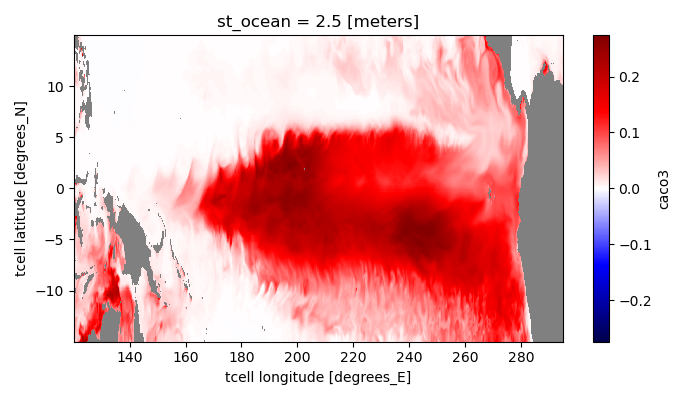 st_ocean = 2.5 [meters]
10
5
0
−5
−10
tcell latitude [degrees_N]
140 160 180 200 220 240 260 280
tcell longitude [degrees_E]
0.2
0.1
0.0
−0.1
−0.2
caco3